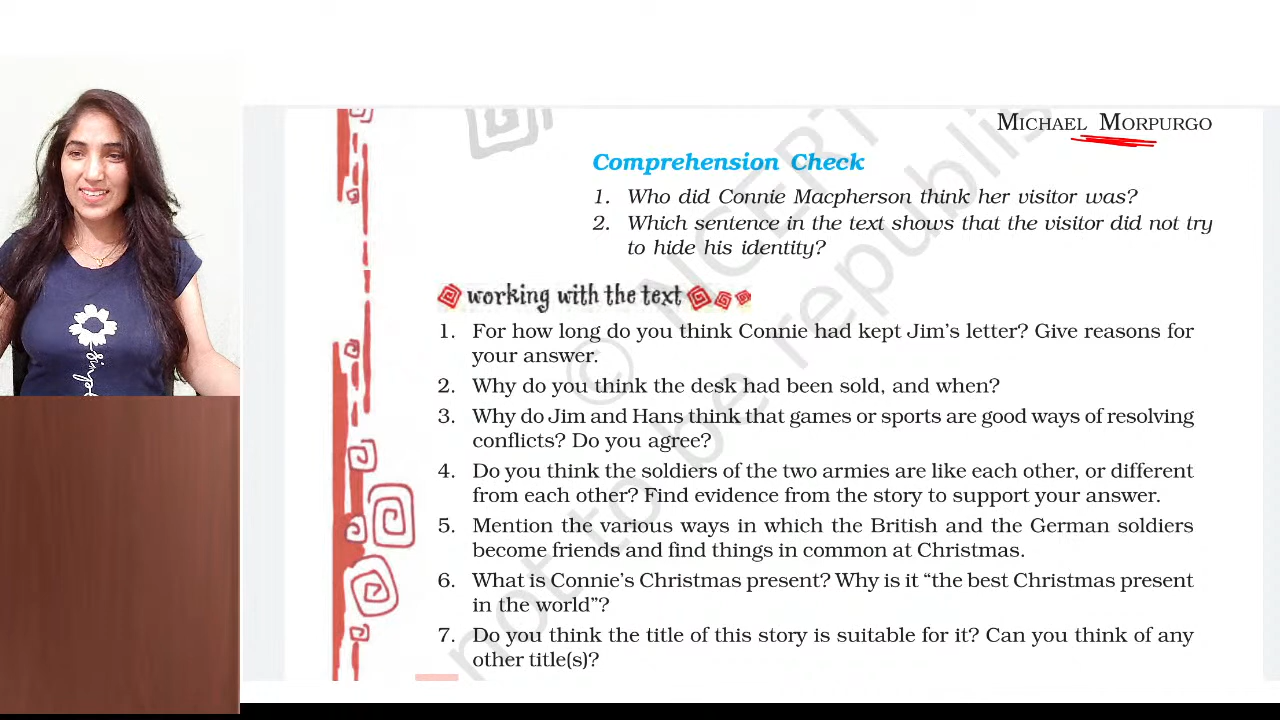 MICHAEL MORPURGO
Comprehension Check
1. Who did Connie Macpherson think her visitor was?
2. Which sentence in the text shows that the visitor did not try
to hide his identity?
working with the text
1. For how long do you think Connie had kept Jim's letter? Give reasons for
your answer.
2. Why do you think the desk had been sold, and when?
3. Why do Jim and Hans think that games or sports are good ways of resolving
conflicts? Do you agree?
4. Do you think the soldiers of the two armies are like each other, or different
from each other? Find evidence from the story to support your answer.
5. Mention the various ways in which the British and the German soldiers
become friends and find things in common at Christmas.
6. What is Connie's Christmas present? Why is it “the best Christmas present
in the world”?
7. Do you think the title of this story is suitable for it? Can you think of any
other title(s)?
© NCERT
not to be republis